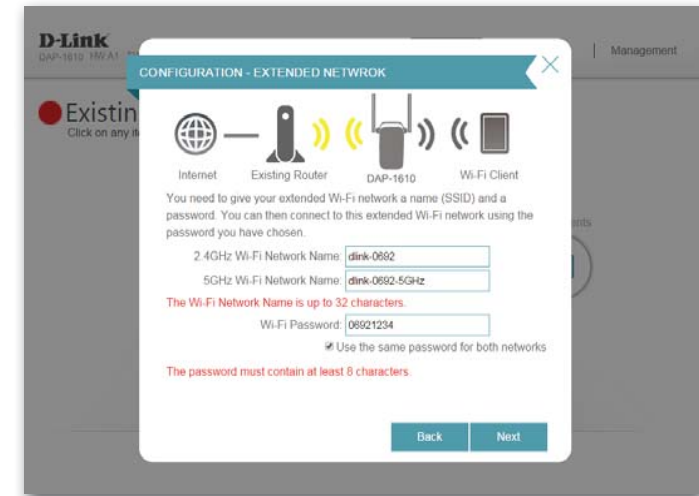 D-Link
DAP-1610 HW:A1
Management
CONFIGURATION - EXTENDED NETWROK
Existin
Click on any it
Internet
Existing Router
DAP-1610
Wi-Fi Client
You need to give your extended Wi-Fi network a name (SSID) and a
password. You can then connect to this extended Wi-Fi network using the
password you have chosen.
ents
2.4GHz Wi-Fi Network Name: dlink-0692
5GHz Wi-Fi Network Name: dlink-0692-5GHz
The Wi-Fi Network Name is up to 32 characters.
Wi-Fi Password: 06921234
Use the same password for both networks
The password must contain at least 8 characters.
Back
Next